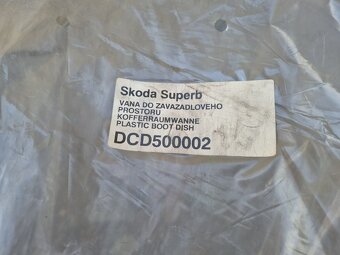 Skoda Superb
VANA DO ZAVAZADLOVEHO
PROSTORU
KOFFERRAUMWANNE
PLASTIC BOOT DISH
DCD500002